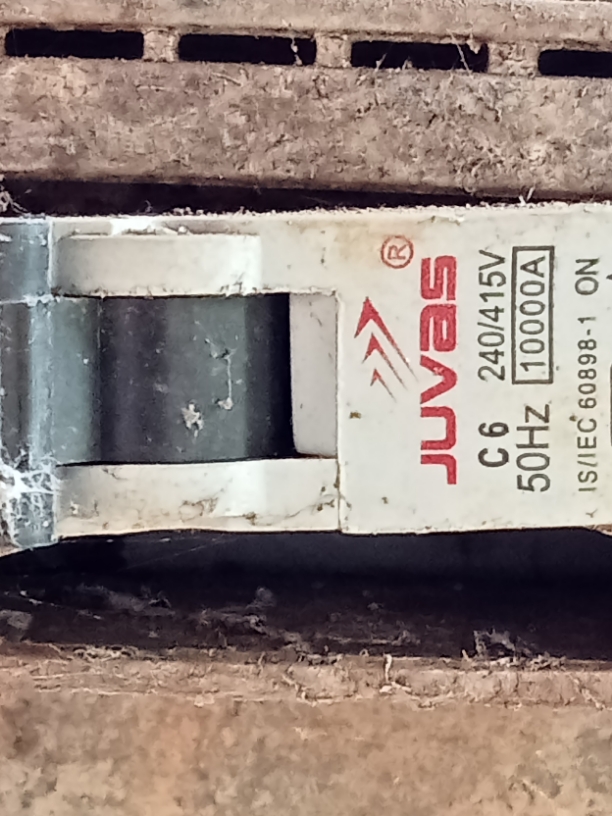 JUVAS®
C 6 240/415V
50Hz 10000A
IS/IEC 60898-1 ON